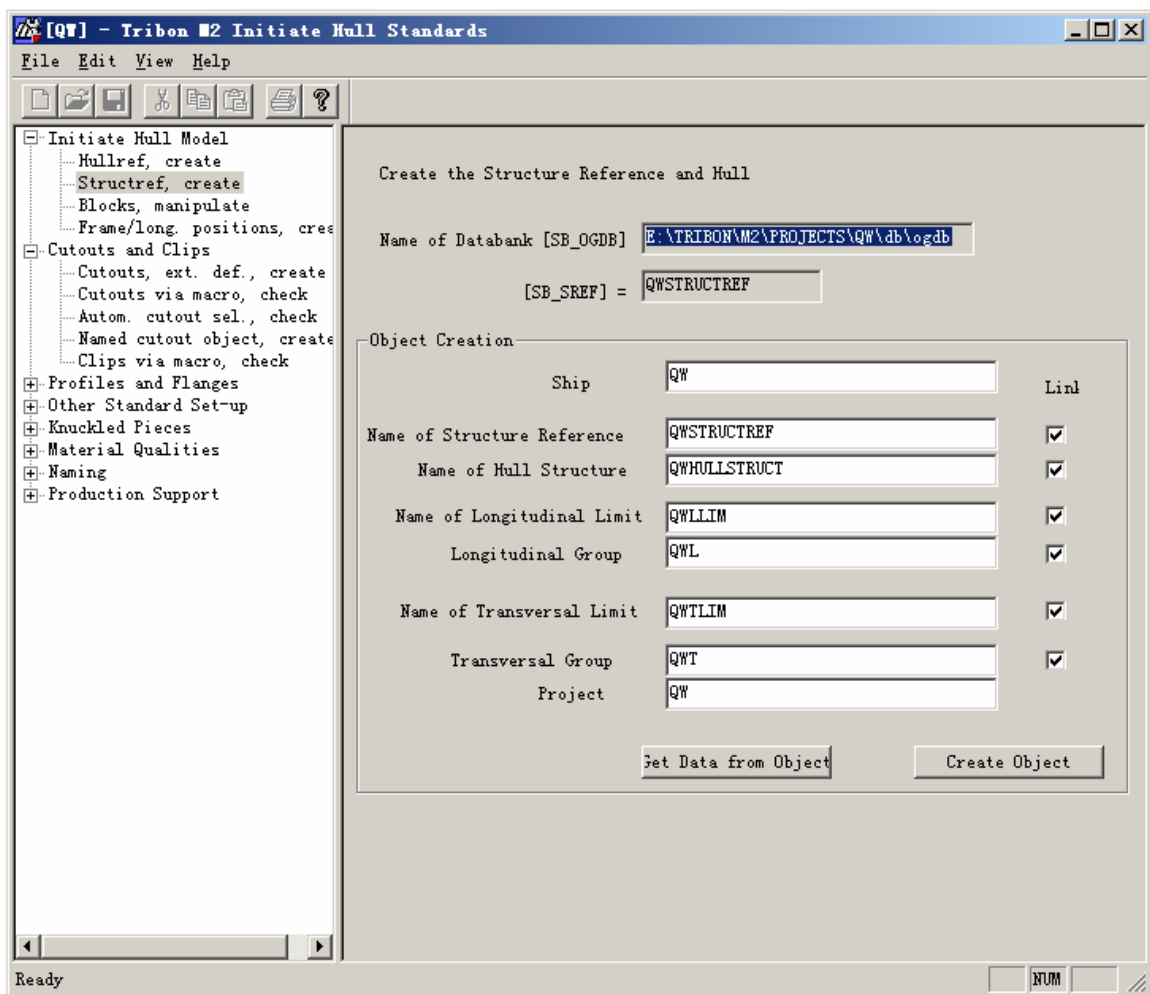 [QW] - Tribon M2 Initiate Hull Standards
File Edit View Help
Initiate Hull Model
Hullref, create
Structref, create
Blocks, manipulate
Frame/long. positions, crea
Cutouts and Clips
Cutouts, ext. def., create
Cutouts via macro, check
Autom. cutout sel., check
Named cutout object, create
Clips via macro, check
Profiles and Flanges
Other Standard Set-up
Knuckled Pieces
Material Qualities
Naming
Production Support
Create the Structure Reference and Hull
Name of Databank [SB_OGDB] E:\TRIBON\M2\PROJECTS\QW\db\ogdb
[SB_SREF] = QWSTRUCTREF
Object Creation
Ship QW Link
Name of Structure Reference QWSTRUCTREF
Name of Hull Structure QWHULLSTRUCT
Name of Longitudinal Limit QWLLIM
Longitudinal Group QWL
Name of Transversal Limit QWTLIM
Transversal Group QWT
Project QW
Get Data from Object Create Object
Ready NUM